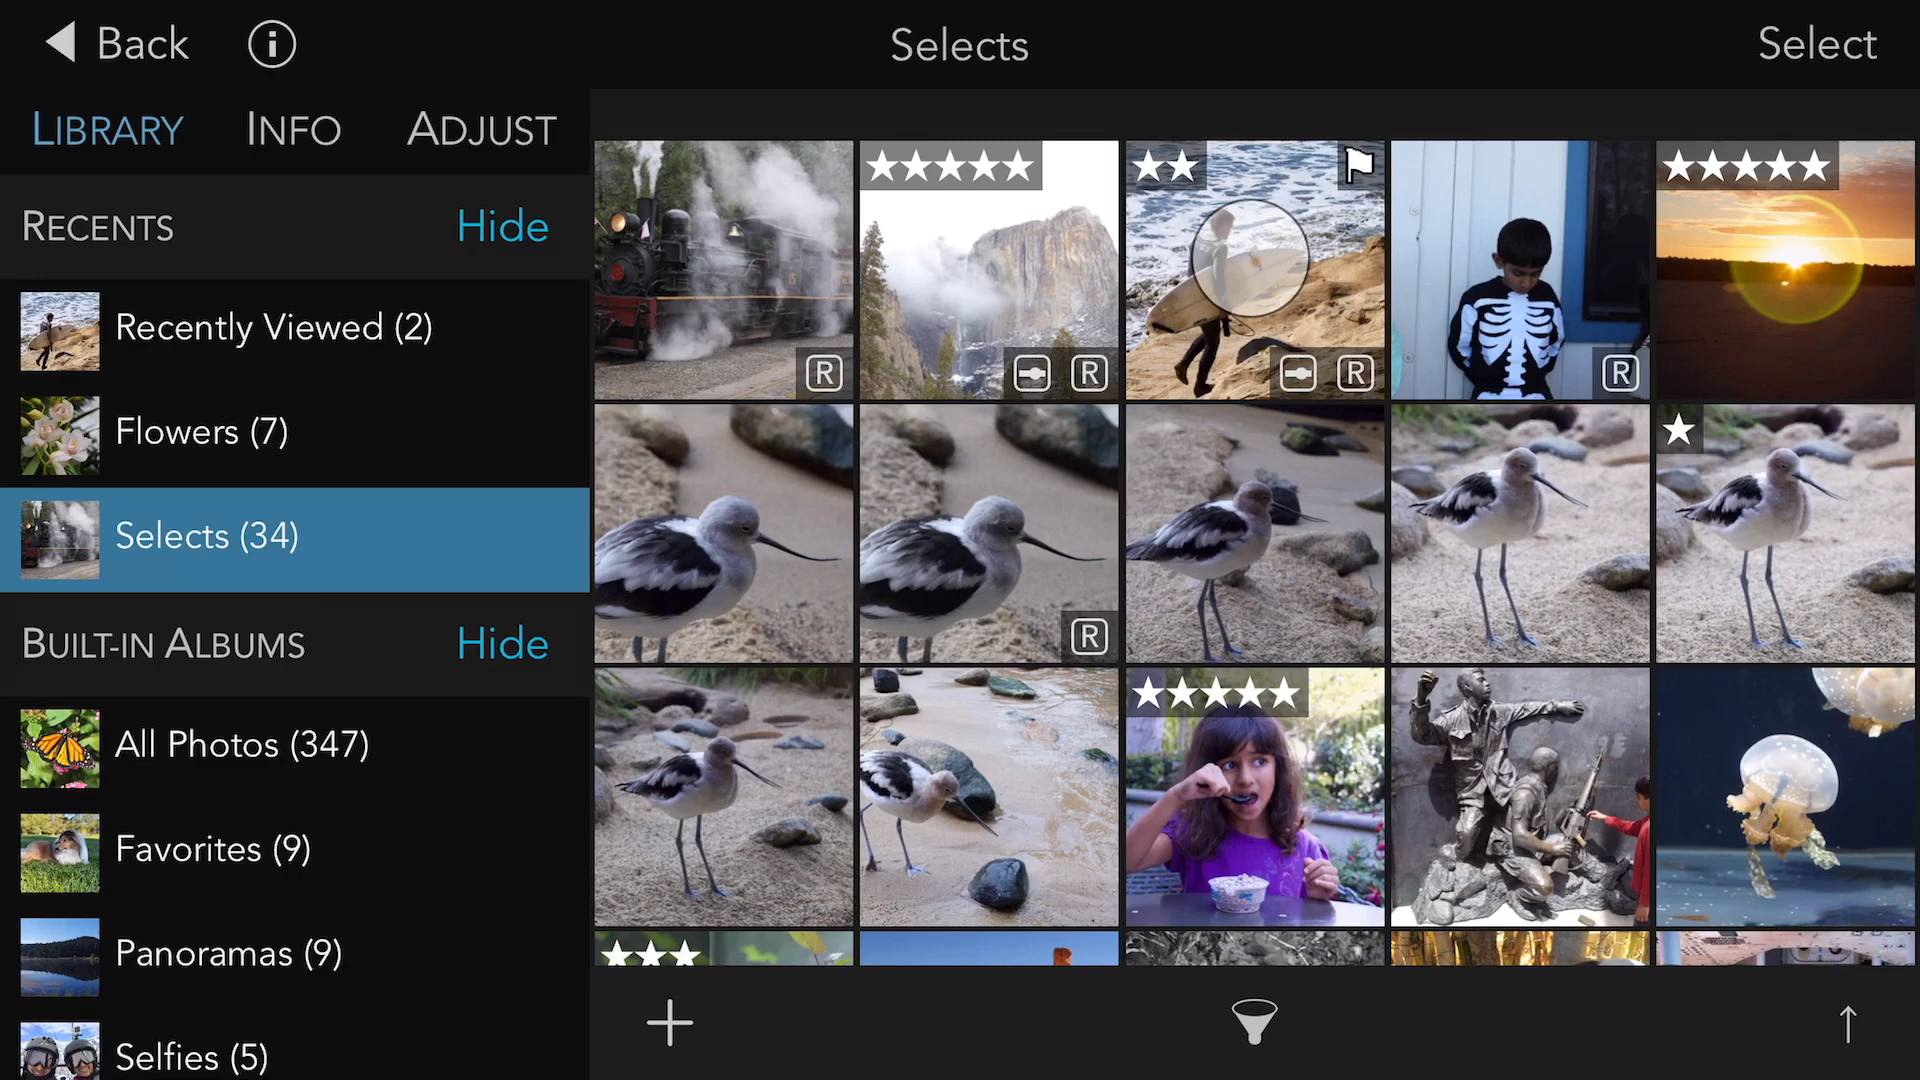 Back
Selects
Select
LIBRARY INFO ADJUST
RECENTS Hide
Recently Viewed (2)
Flowers (7)
Selects (34)
BUILT-IN ALBUMS Hide
All Photos (347)
Favorites (9)
Panoramas (9)
Selfies (5)
R
R
R
R
R
15